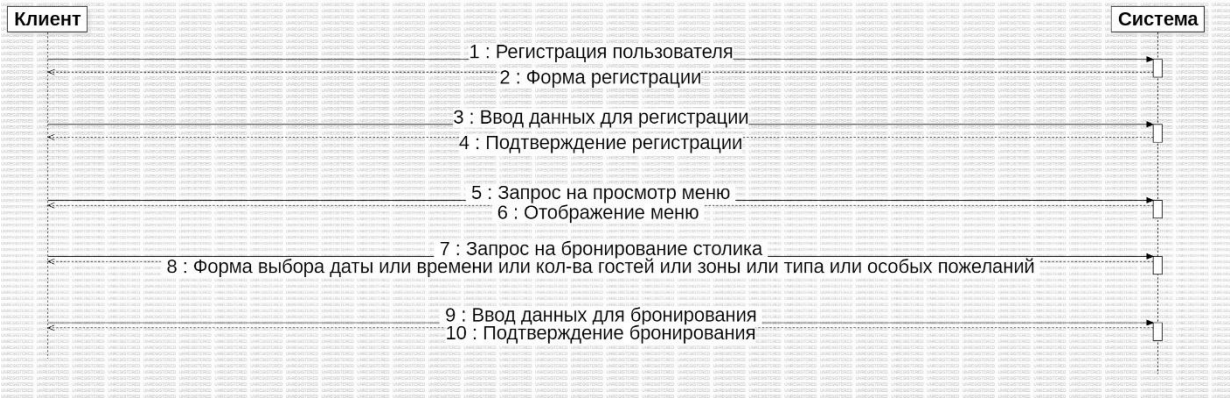 Клиент
Система
1 : Регистрация пользователя
2 : Форма регистрации
3 : Ввод данных для регистрации
4 : Подтверждение регистрации
5 : Запрос на просмотр меню
6 : Отображение меню
7 : Запрос на бронирование столика
8 : Форма выбора даты или времени или кол-ва гостей или зоны или типа или особых пожеланий
9 : Ввод данных для бронирования
10 : Подтверждение бронирования